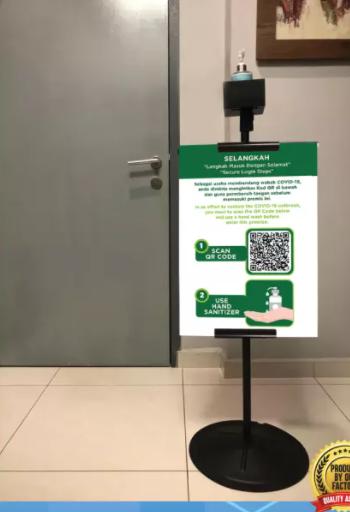 SELANGKAH
"Langkah Masuk Dengan Selamat"
"Secure Login Steps"
Sebagai usaha membendung wabak COVID-19,
anda diminta mengimbas Kod QR di bawah
dan guna pembersih tangan sebelum
memasuki premis ini
In an effort to contain the COVID-19 outbreak,
you need to scan the QR Code below
and use a hand wash before
enter this premise.
1
SCAN
QR CODE
2
USE
HAND
SANITIZER
PRODU
BY OU
FACTO
QUALITY AS